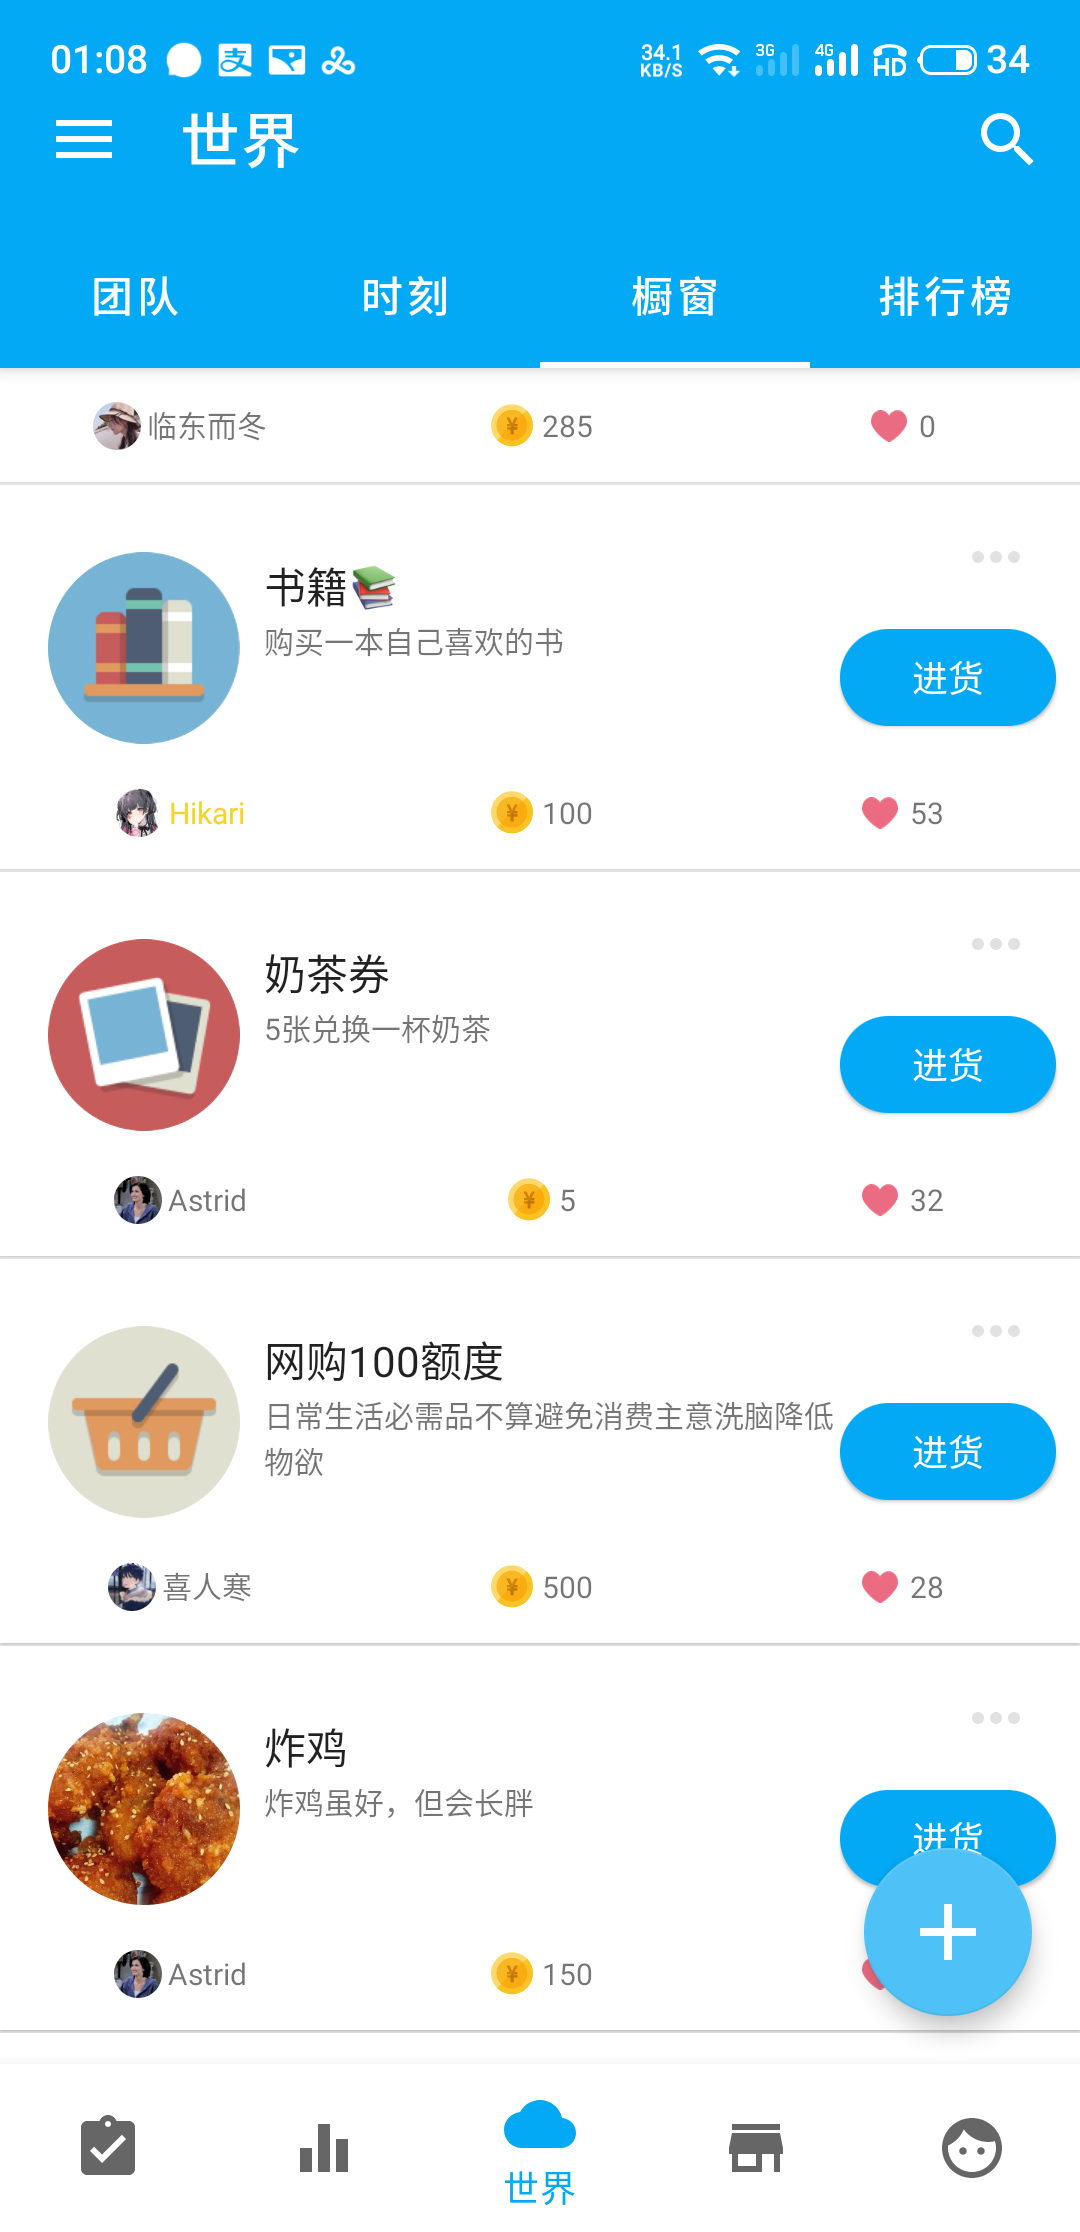 01:08 支 34.1 KB/S 3G 4G HD 34
世界
团队 时刻 橱窗 排行榜
临东而冬 ¥ 285 0
书籍📚
购买一本自己喜欢的书
进货
Hikari ¥ 100 53
奶茶券
5张兑换一杯奶茶
进货
Astrid ¥ 5 32
网购100额度
日常生活必需品不算避免消费主意洗脑降低
物欲
进货
喜人寒 ¥ 500 28
炸鸡
炸鸡虽好，但会长胖
进货
Astrid ¥ 150
世界